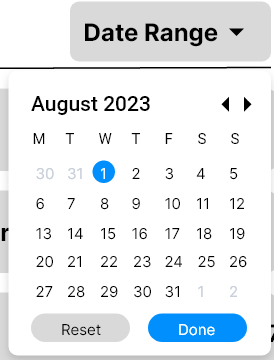 Date Range
August 2023
M T W T F S S
30 31 1 2 3 4 5
6 7 8 9 10 11 12
13 14 15 16 17 18 19
20 21 22 23 24 25 26
27 28 29 30 31 1 2
Reset Done